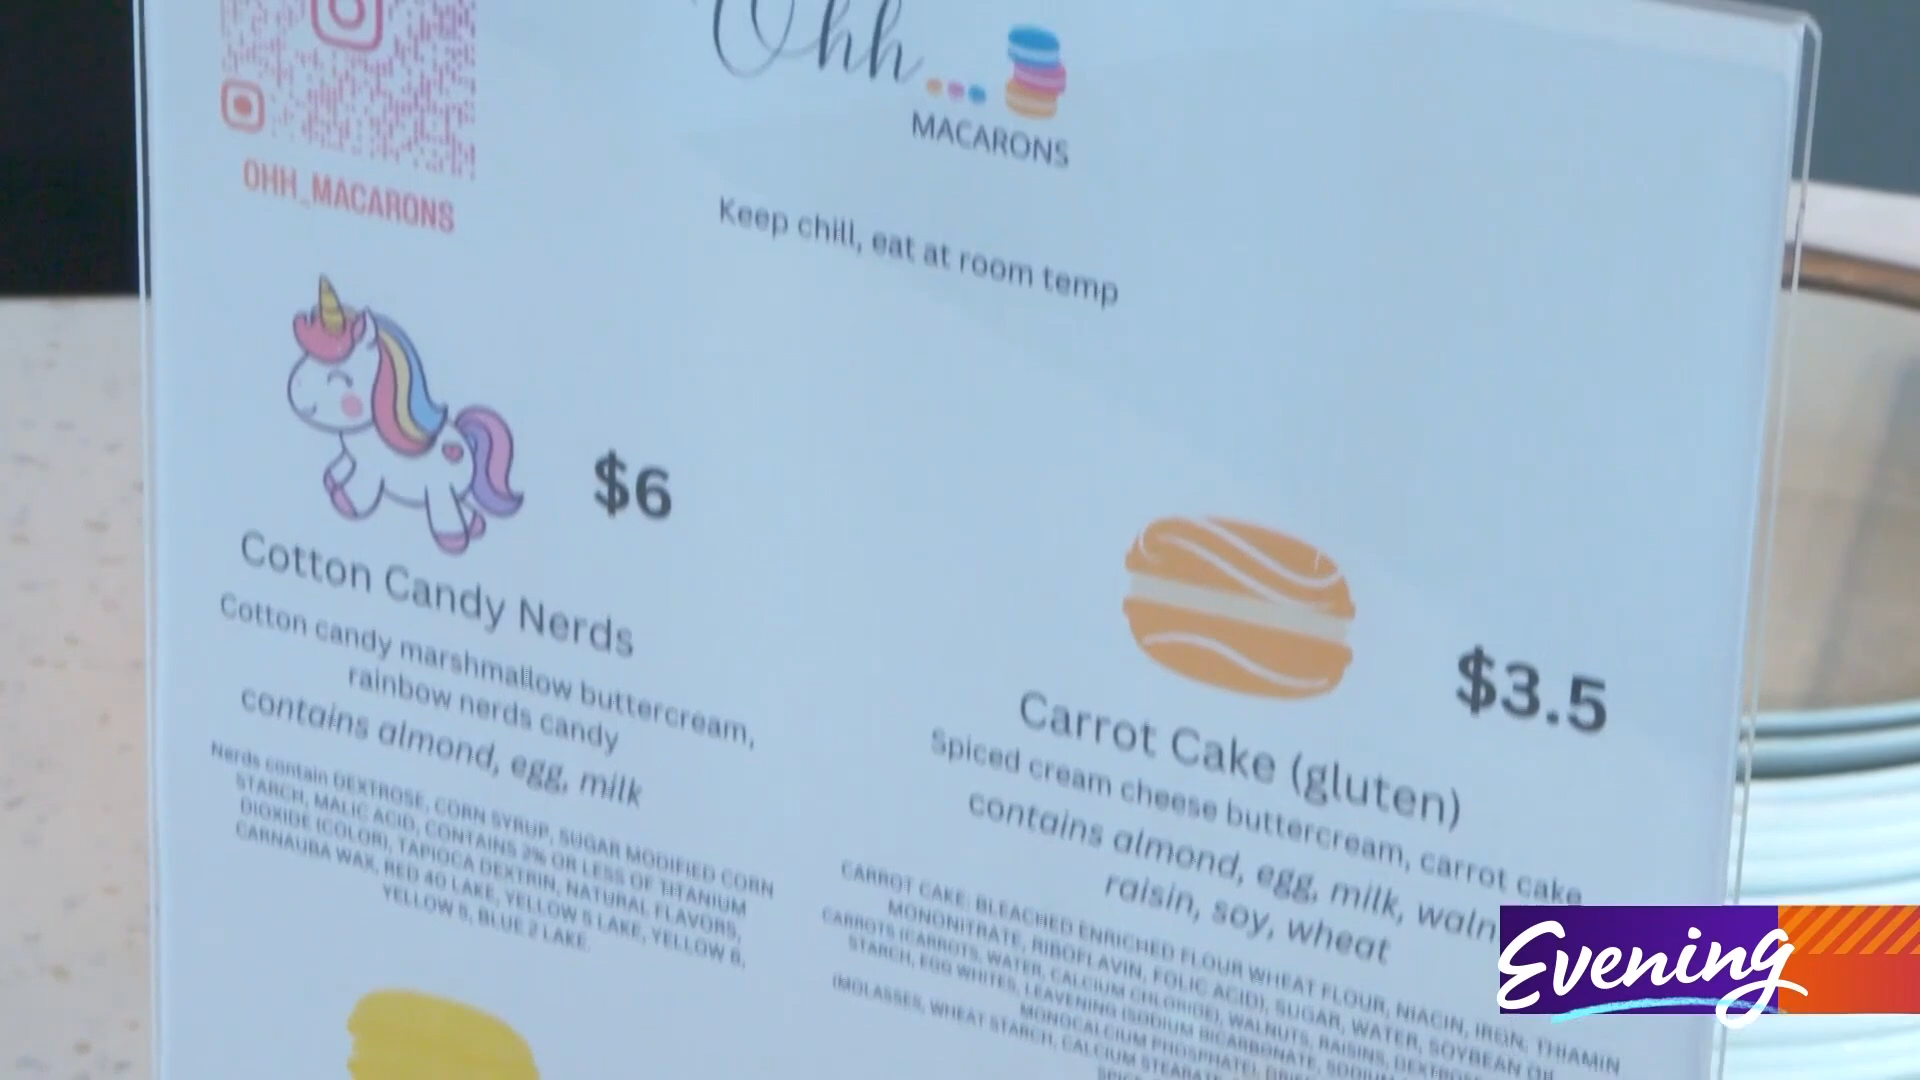 Ohh...
MACARONS
OHH_MACARONS
Keep chill, eat at room temp
$6
Cotton Candy Nerds
Cotton candy marshmallow buttercream,
rainbow nerds candy
contains almond, egg, milk
Nerds contain DEXTROSE, CORN SYRUP, SUGAR MODIFIED CORN
STARCH, MALIC ACID, CONTAINS 2% OR LESS OF TITANIUM
DIOXIDE (COLOR), TAPIOCA DEXTRIN, NATURAL FLAVORS,
CARNAUBA WAX, RED 40 LAKE, YELLOW 5 LAKE, YELLOW 6,
YELLOW 5, BLUE 2 LAKE.
$3.5
Carrot Cake (gluten)
Spiced cream cheese buttercream, carrot cake
contains almond, egg, milk, waln
raisin, soy, wheat
CARROT CAKE: BLEACHED ENRICHED FLOUR WHEAT FLOUR, NIACIN, IRON, THIAMIN
MONONITRATE, RIBOFLAVIN, FOLIC ACID), SUGAR, WATER, SOYBEAN OIL
CARROTS (CARROTS, WATER, CALCIUM CHLORIDE), WALNUTS, RAISINS, DEXTROSE
STARCH, EGG WHITES, LEAVENING (SODIUM BICARBONATE, SODIUM
MONOCALCIUM PHOSPHATE),
(MOLASSES, WHEAT STARCH, CALCIUM STEARATE
Evening